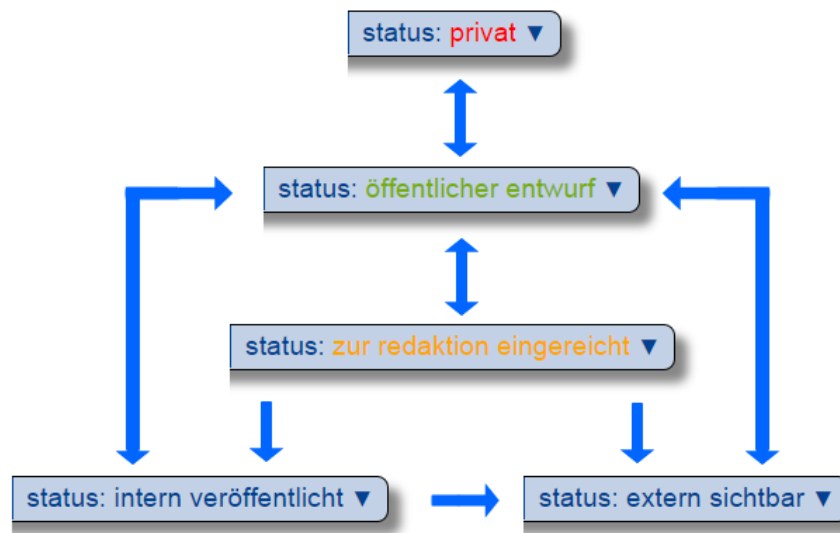 status: privat ▼
status: öffentlicher entwurf ▼
status: zur redaktion eingereicht ▼
status: intern veröffentlicht ▼
status: extern sichtbar ▼